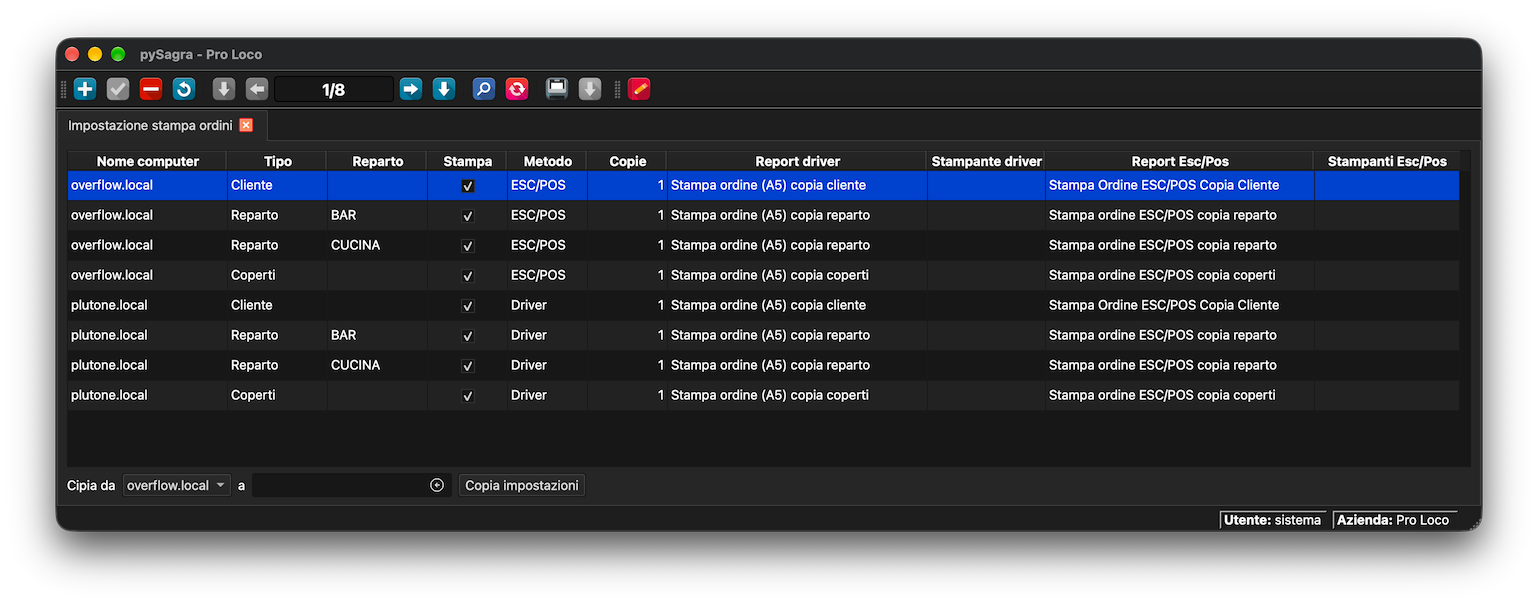 pySagra - Pro Loco
1/8
Impostazione stampa ordini
Nome computer Tipo Reparto Stampa Metodo Copie Report driver Stampante driver Report Esc/Pos Stampanti Esc/Pos
overflow.local Cliente ESC/POS 1 Stampa ordine (A5) copia cliente Stampa Ordine ESC/POS Copia Cliente
overflow.local Reparto BAR ESC/POS 1 Stampa ordine (A5) copia reparto Stampa ordine ESC/POS copia reparto
overflow.local Reparto CUCINA ESC/POS 1 Stampa ordine (A5) copia reparto Stampa ordine ESC/POS copia reparto
overflow.local Coperti ESC/POS 1 Stampa ordine (A5) copia coperti Stampa ordine ESC/POS copia coperti
plutone.local Cliente Driver 1 Stampa ordine (A5) copia cliente Stampa Ordine ESC/POS Copia Cliente
plutone.local Reparto BAR Driver 1 Stampa ordine (A5) copia reparto Stampa ordine ESC/POS copia reparto
plutone.local Reparto CUCINA Driver 1 Stampa ordine (A5) copia reparto Stampa ordine ESC/POS copia reparto
plutone.local Coperti Driver 1 Stampa ordine (A5) copia coperti Stampa ordine ESC/POS copia coperti
Cipia da overflow.local a Copia impostazioni
Utente: sistema Azienda: Pro Loco